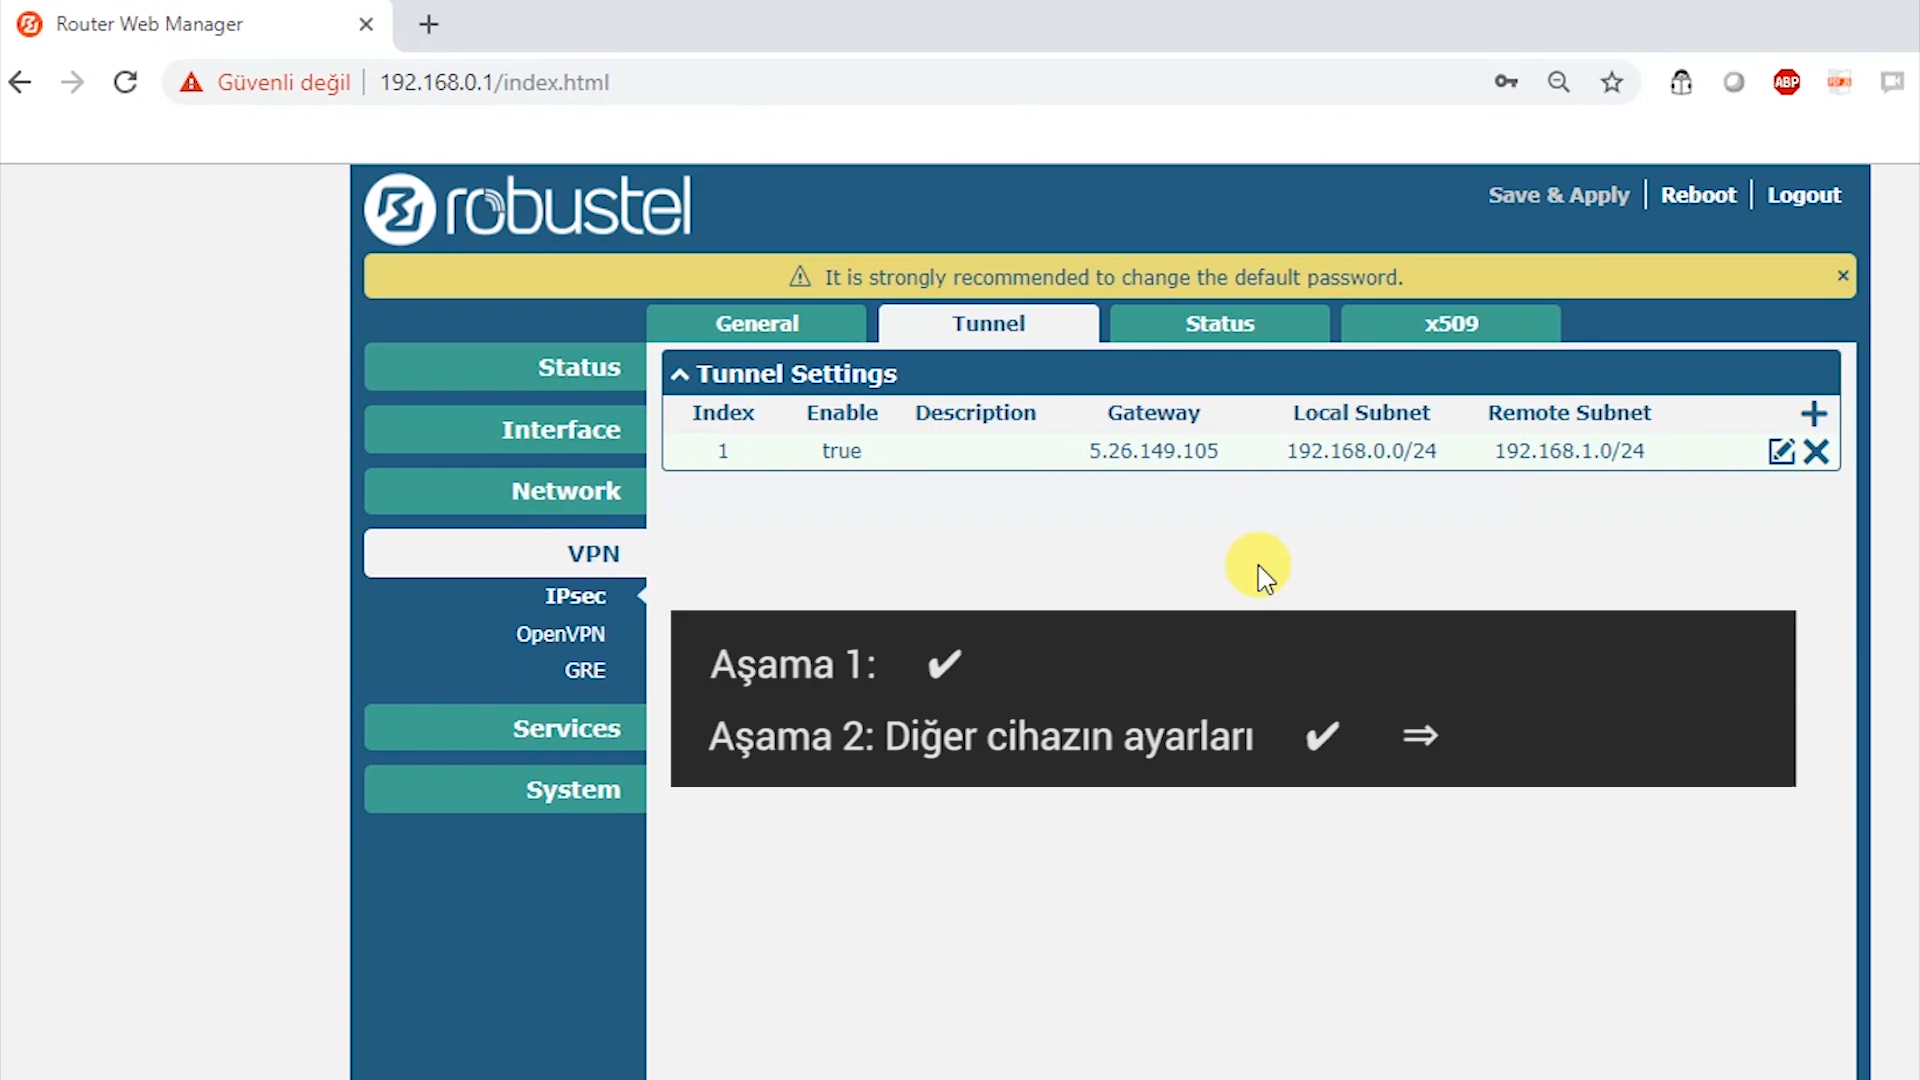 Router Web Manager
Güvenli değil 192.168.0.1/index.html
ABP
robustel
Save & Apply Reboot Logout
It is strongly recommended to change the default password.
General Tunnel Status x509
Status
Interface
Network
VPN
IPsec
OpenVPN
GRE
Services
System
Tunnel Settings
Index Enable Description Gateway Local Subnet Remote Subnet
1 true 5.26.149.105 192.168.0.0/24 192.168.1.0/24
Aşama 1: ✔
Aşama 2: Diğer cihazın ayarları ✔ ⇒